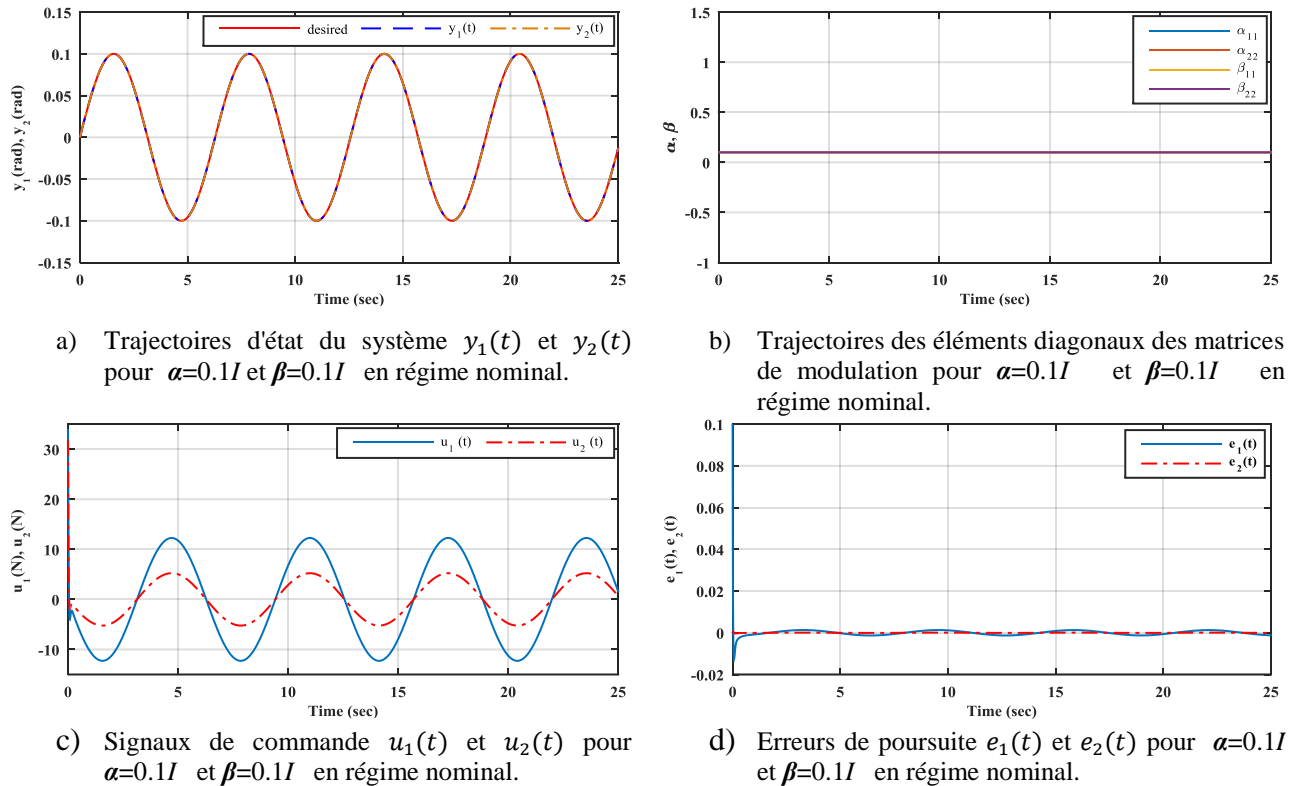 0.15
0.1
0.05
0
-0.05
-0.1
-0.15
y₁(rad), y₂(rad)
desired y₁(t) y₂(t)
0 5 10 15 20 25
Time (sec)
1.5
1
0.5
0
-0.5
-1
α, β
α₁₁
α₂₂
β₁₁
β₂₂
0 5 10 15 20 25
Time (sec)
a) Trajectoires d'état du système y₁(t) et y₂(t)
pour α=0.1I et β=0.1I en régime nominal.
b) Trajectoires des éléments diagonaux des matrices
de modulation pour α=0.1I et β=0.1I en
régime nominal.
30
20
10
0
-10
u₁(N), u₂(N)
u₁ (t) u₂ (t)
0 5 10 15 20 25
Time (sec)
0.1
0.08
0.06
0.04
0.02
0
-0.02
e₁(t), e₂(t)
e₁(t)
e₂(t)
0 5 10 15 20 25
Time (sec)
c) Signaux de commande u₁(t) et u₂(t) pour
α=0.1I et β=0.1I en régime nominal.
d) Erreurs de poursuite e₁(t) et e₂(t) pour α=0.1I
et β=0.1I en régime nominal.